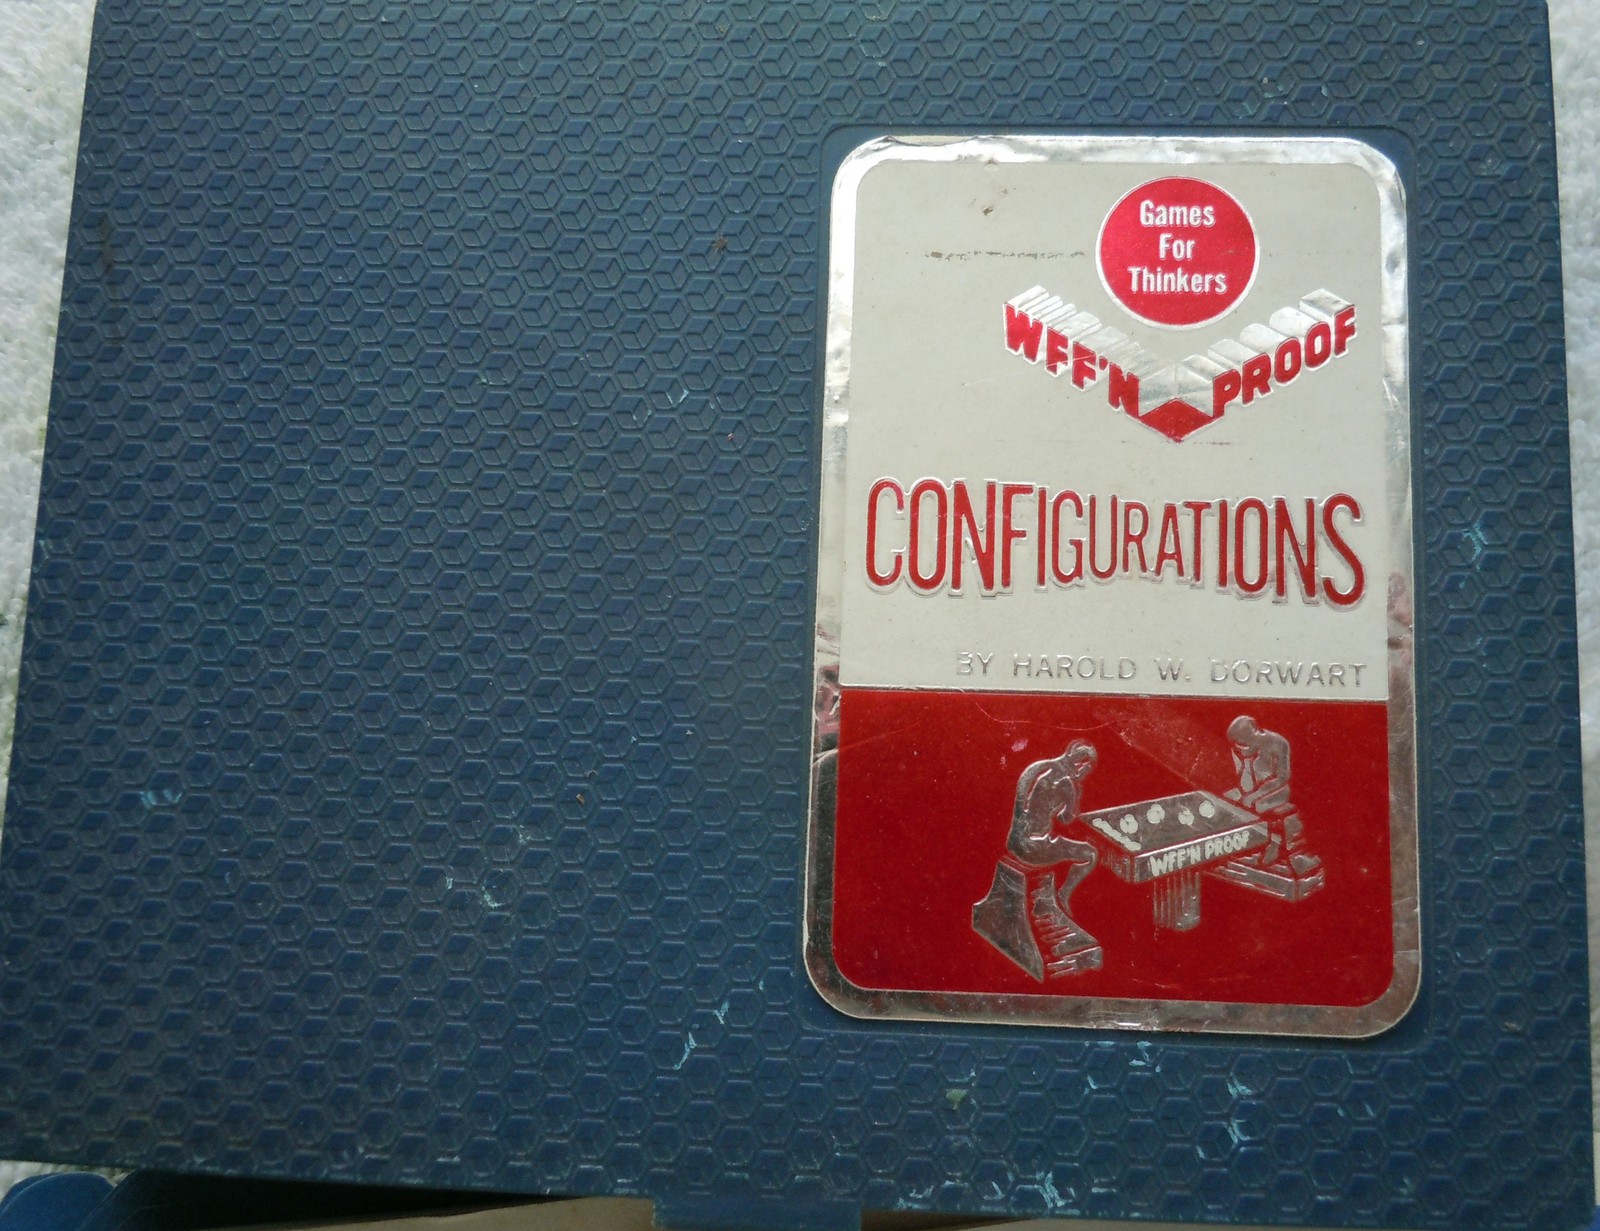 Games
For
Thinkers
WFF'N PROOF
CONFIGURATIONS
BY HAROLD W. DORWART
WFF'N PROOF